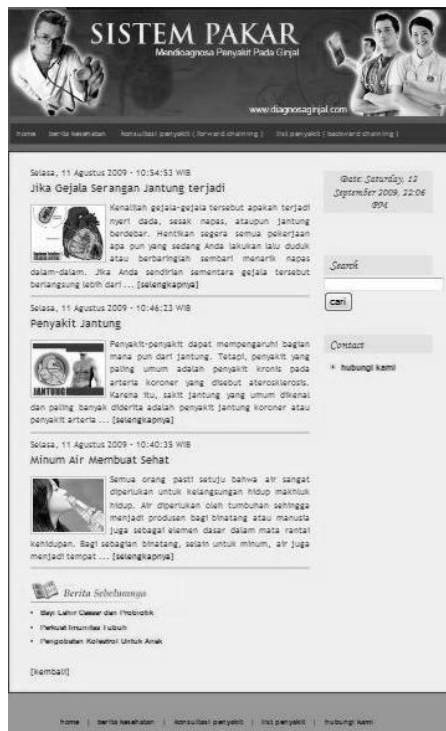 SISTEM PAKAR
Mendioagnosa Penyakit Pada Ginjal
www.diagnosaginjal.com
home berita kesehatan konsultasi penyakit ( forward chaining ) list penyakit ( backward chaining )
Selasa, 11 Agustus 2009 - 10:54:53 WIB
Jika Gejala Serangan Jantung terjadi
Kenalilah gejala-gejala tersebut apakah terjadi
nyeri dada, sesak napas, ataupun jantung
berdebar. Hentikan segera semua pekerjaan
apa pun yang sedang Anda lakukan lalu duduk
atau berbaringlah sembari menarik napas
dalam-dalam. Jika Anda sendirian sementara gejala tersebut
berlangsung lebih dari ... [selengkapnya]
Selasa, 11 Agustus 2009 - 10:46:23 WIB
Penyakit Jantung
JANTUNG
Penyakit-penyakit dapat mempengaruhi bagian
mana pun dari jantung. Tetapi, penyakit yang
paling umum adalah penyakit kronis pada
arteria koroner yang disebut aterosklerosis.
Karena itu, sakit jantung yang umum dikenal
dan paling banyak diderita adalah penyakit jantung koroner atau
penyakit arteria ... [selengkapnya]
Selasa, 11 Agustus 2009 - 10:40:35 WIB
Minum Air Membuat Sehat
Semua orang pasti setuju bahwa air sangat
diperlukan untuk kelangsungan hidup makhluk
hidup. Air diperlukan oleh tumbuhan sehingga
menjadi produsen bagi binatang atau manusia
juga sebagai elemen dasar dalam mata rantai
kehidupan. Bagi sebagian binatang, selain untuk minum, air juga
menjadi tempat ... [selengkapnya]
Berita Sebelumnya
• Bayi Lahir Caesar dan Probiotik
• Perkuat Imunitas Tubuh
• Pengobatan Kolestrol Untuk Anak
[kembali]
Date: Saturday, 12
September 2009, 22:06
PM
Search
cari
Contact
hubungi kami
home | berita kesehatan | konsultasi penyakit | list penyakit | hubungi kami